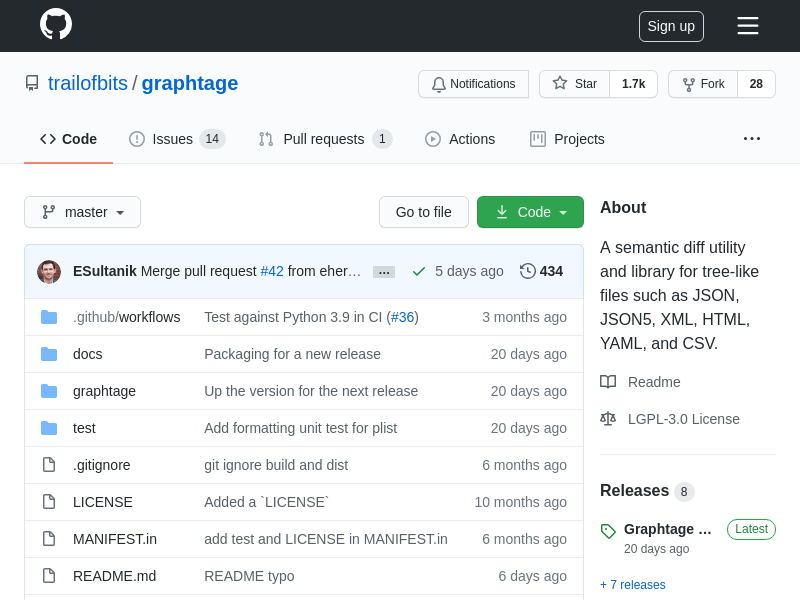 Sign up
trailofbits / graphtage
Notifications
Star 1.7k
Fork 28
Code
Issues 14
Pull requests 1
Actions
Projects
master
Go to file
Code
ESultanik Merge pull request #42 from eher… ... 5 days ago 434
.github/workflows Test against Python 3.9 in CI (#36) 3 months ago
docs Packaging for a new release 20 days ago
graphtage Up the version for the next release 20 days ago
test Add formatting unit test for plist 20 days ago
.gitignore git ignore build and dist 6 months ago
LICENSE Added a `LICENSE` 10 months ago
MANIFEST.in add test and LICENSE in MANIFEST.in 6 months ago
README.md README typo 6 days ago
About
A semantic diff utility
and library for tree-like
files such as JSON,
JSON5, XML, HTML,
YAML, and CSV.
Readme
LGPL-3.0 License
Releases 8
Graphtage ... Latest
20 days ago
+ 7 releases